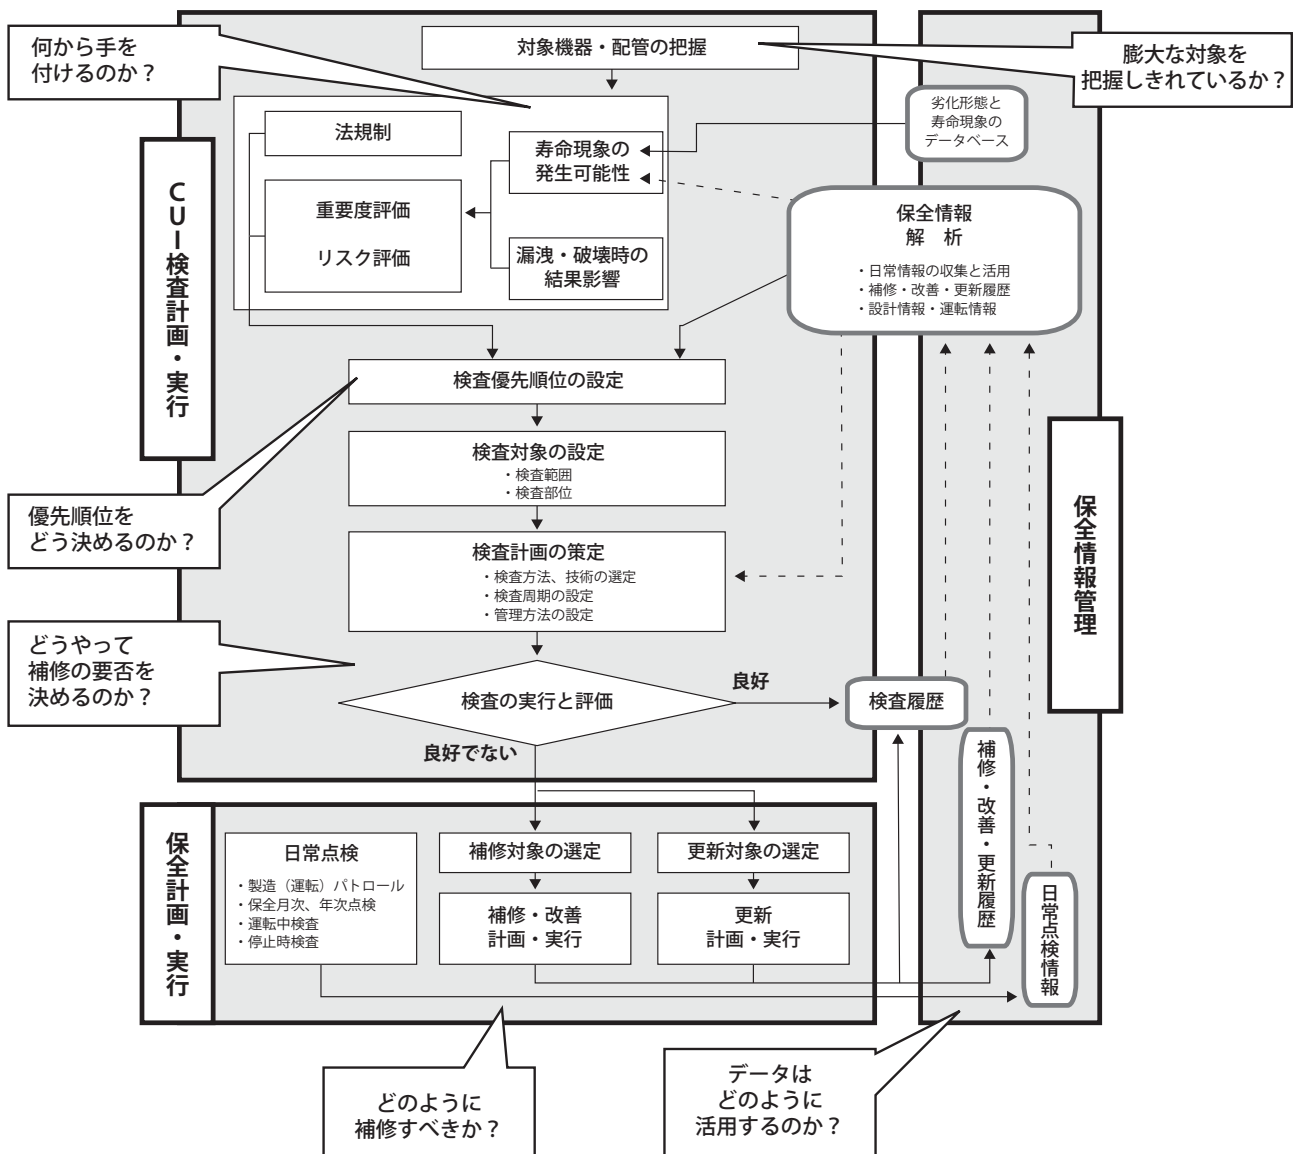 何から手を
付けるのか？
対象機器・配管の把握
膨大な対象を
把握しきれているか？
劣化形態と
寿命現象の
データベース
法規制
寿命現象の
発生可能性
CUI検査計画・実行
重要度評価
リスク評価
漏洩・破壊時の
結果影響
保全情報
解　析
・日常情報の収集と活用
・補修・改善・更新履歴
・設計情報・運転情報
検査優先順位の設定
検査対象の設定
・検査範囲
・検査部位
優先順位を
どう決めるのか？
検査計画の策定
・検査方法、技術の選定
・検査周期の設定
・管理方法の設定
保全情報管理
どうやって
補修の要否を
決めるのか？
検査の実行と評価
良好
検査履歴
良好でない
補修・改善・更新履歴
保全計画・実行
日常点検
・製造（運転）パトロール
・保全月次、年次点検
・運転中検査
・停止時検査
補修対象の選定
更新対象の選定
補修・改善
計画・実行
更新
計画・実行
日常点検情報
どのように
補修すべきか？
データは
どのように
活用するのか？